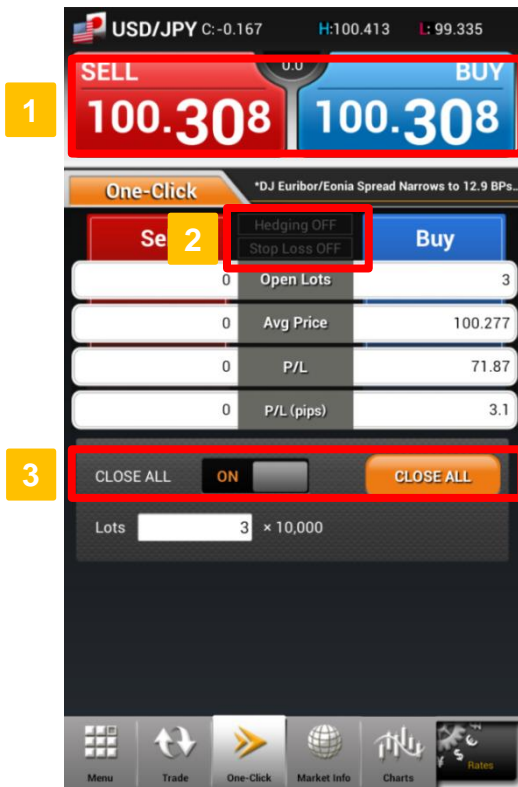 USD/JPY C:-0.167 H:100.413 L: 99.335
SELL 0.0 BUY
1
100.308 100.308
One-Click *DJ Euribor/Eonia Spread Narrows to 12.9 BPs..
Se 2 Hedging OFF Buy
Stop Loss OFF
0 Open Lots 3
0 Avg Price 100.277
0 P/L 71.87
0 P/L (pips) 3.1
3 CLOSE ALL ON CLOSE ALL
Lots 3 × 10,000
Menu Trade One-Click Market Info Charts Rates